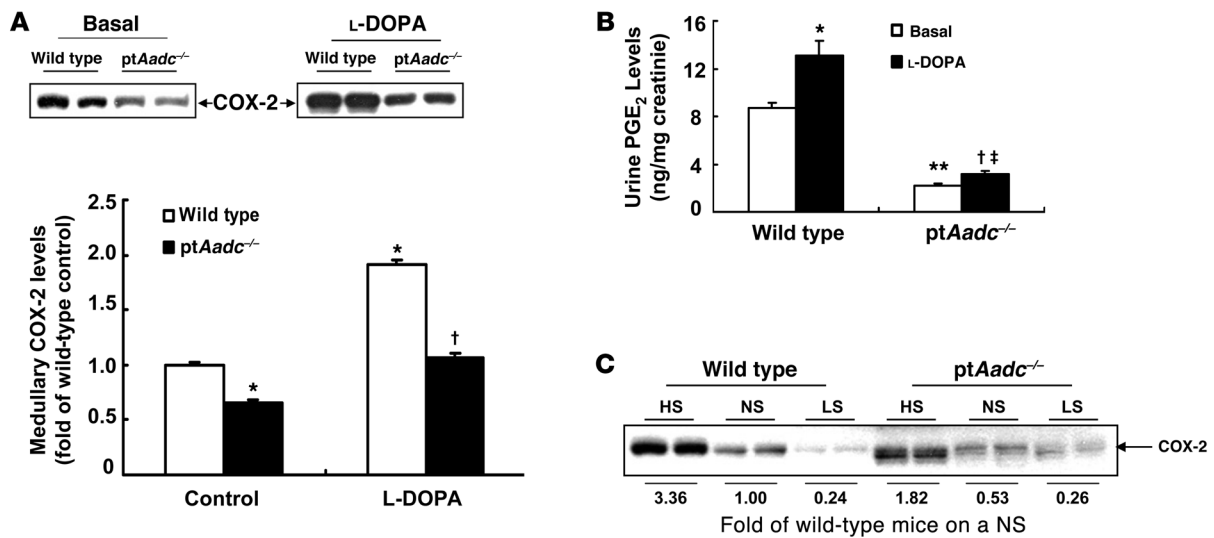 A
Basal
L-DOPA
Wild type ptAadc–/–
Wild type ptAadc–/–
COX-2
Medullary COX-2 levels
(fold of wild-type control)
2.5
2.0
1.5
1.0
0.5
0
Wild type
ptAadc–/–
*
*
*
†
Control
L-DOPA
B
Urine PGE2 Levels
(ng/mg creatinie)
16
12
8
4
0
Basal
L-DOPA
*
**
† ‡
Wild type
ptAadc–/–
C
Wild type
ptAadc–/–
HS NS LS HS NS LS
COX-2
3.36 1.00 0.24 1.82 0.53 0.26
Fold of wild-type mice on a NS